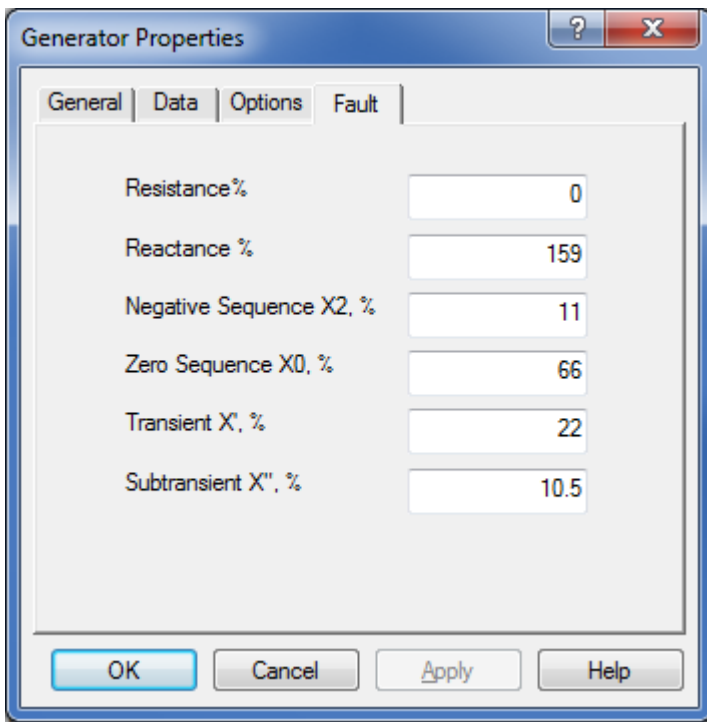 Generator Properties
? X
General Data Options Fault
Resistance% 0
Reactance % 159
Negative Sequence X2, % 11
Zero Sequence X0, % 66
Transient X', % 22
Subtransient X'', % 10.5
OK Cancel Apply Help